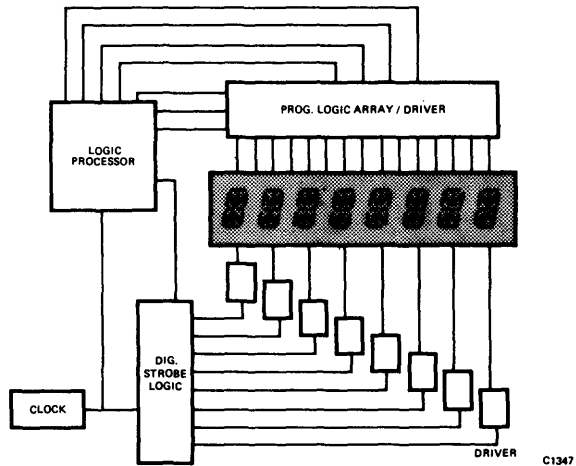 PROG. LOGIC ARRAY / DRIVER
LOGIC
PROCESSOR
DIG.
STROBE
LOGIC
CLOCK
DRIVER
C1347